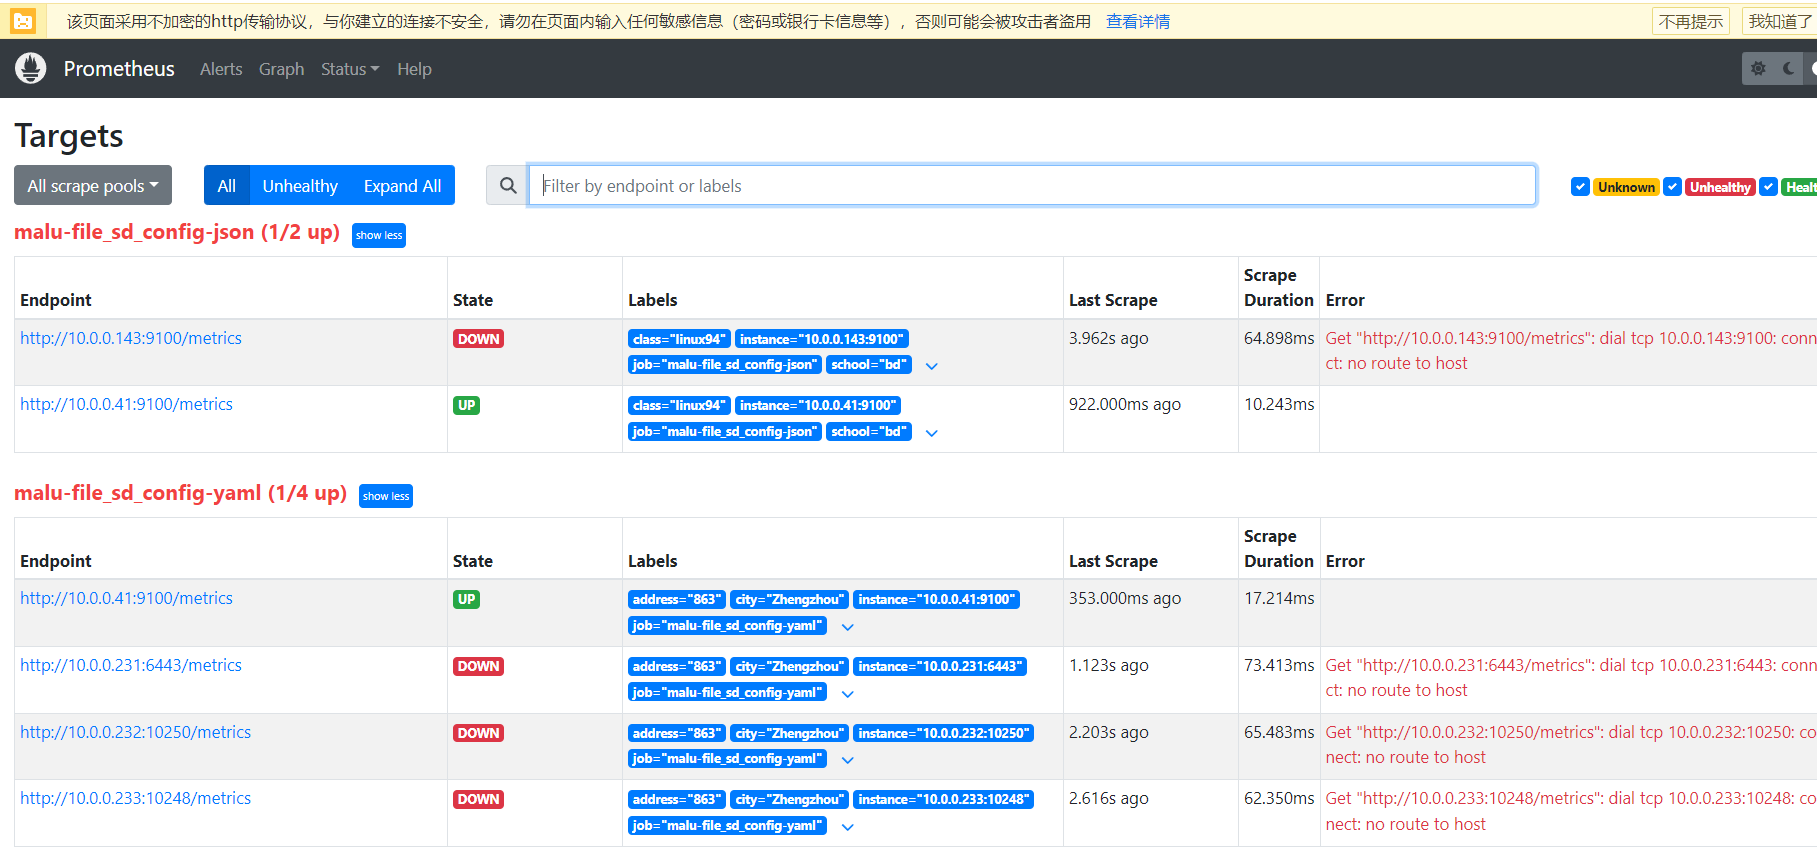 该页面采用不加密的http传输协议，与你建立的连接不安全，请勿在页面内输入任何敏感信息（密码或银行卡信息等），否则可能会被攻击者盗用 查看详情 不再提示 我知道了
Prometheus Alerts Graph Status Help
Targets
All scrape pools All Unhealthy Expand All Filter by endpoint or labels Unknown Unhealthy Healt
malu-file_sd_config-json (1/2 up) show less
Endpoint State Labels Last Scrape Scrape Duration Error
http://10.0.0.143:9100/metrics DOWN class="linux94" instance="10.0.0.143:9100" 3.962s ago 64.898ms Get "http://10.0.0.143:9100/metrics": dial tcp 10.0.0.143:9100: conn
job="malu-file_sd_config-json" school="bd" ct: no route to host
http://10.0.0.41:9100/metrics UP class="linux94" instance="10.0.0.41:9100" 922.000ms ago 10.243ms
job="malu-file_sd_config-json" school="bd"
malu-file_sd_config-yaml (1/4 up) show less
Endpoint State Labels Last Scrape Scrape Duration Error
http://10.0.0.41:9100/metrics UP address="863" city="Zhengzhou" instance="10.0.0.41:9100" 353.000ms ago 17.214ms
job="malu-file_sd_config-yaml"
http://10.0.0.231:6443/metrics DOWN address="863" city="Zhengzhou" instance="10.0.0.231:6443" 1.123s ago 73.413ms Get "http://10.0.0.231:6443/metrics": dial tcp 10.0.0.231:6443: conn
job="malu-file_sd_config-yaml" ct: no route to host
http://10.0.0.232:10250/metrics DOWN address="863" city="Zhengzhou" instance="10.0.0.232:10250" 2.203s ago 65.483ms Get "http://10.0.0.232:10250/metrics": dial tcp 10.0.0.232:10250: co
job="malu-file_sd_config-yaml" nect: no route to host
http://10.0.0.233:10248/metrics DOWN address="863" city="Zhengzhou" instance="10.0.0.233:10248" 2.616s ago 62.350ms Get "http://10.0.0.233:10248/metrics": dial tcp 10.0.0.233:10248: co
job="malu-file_sd_config-yaml" nect: no route to host